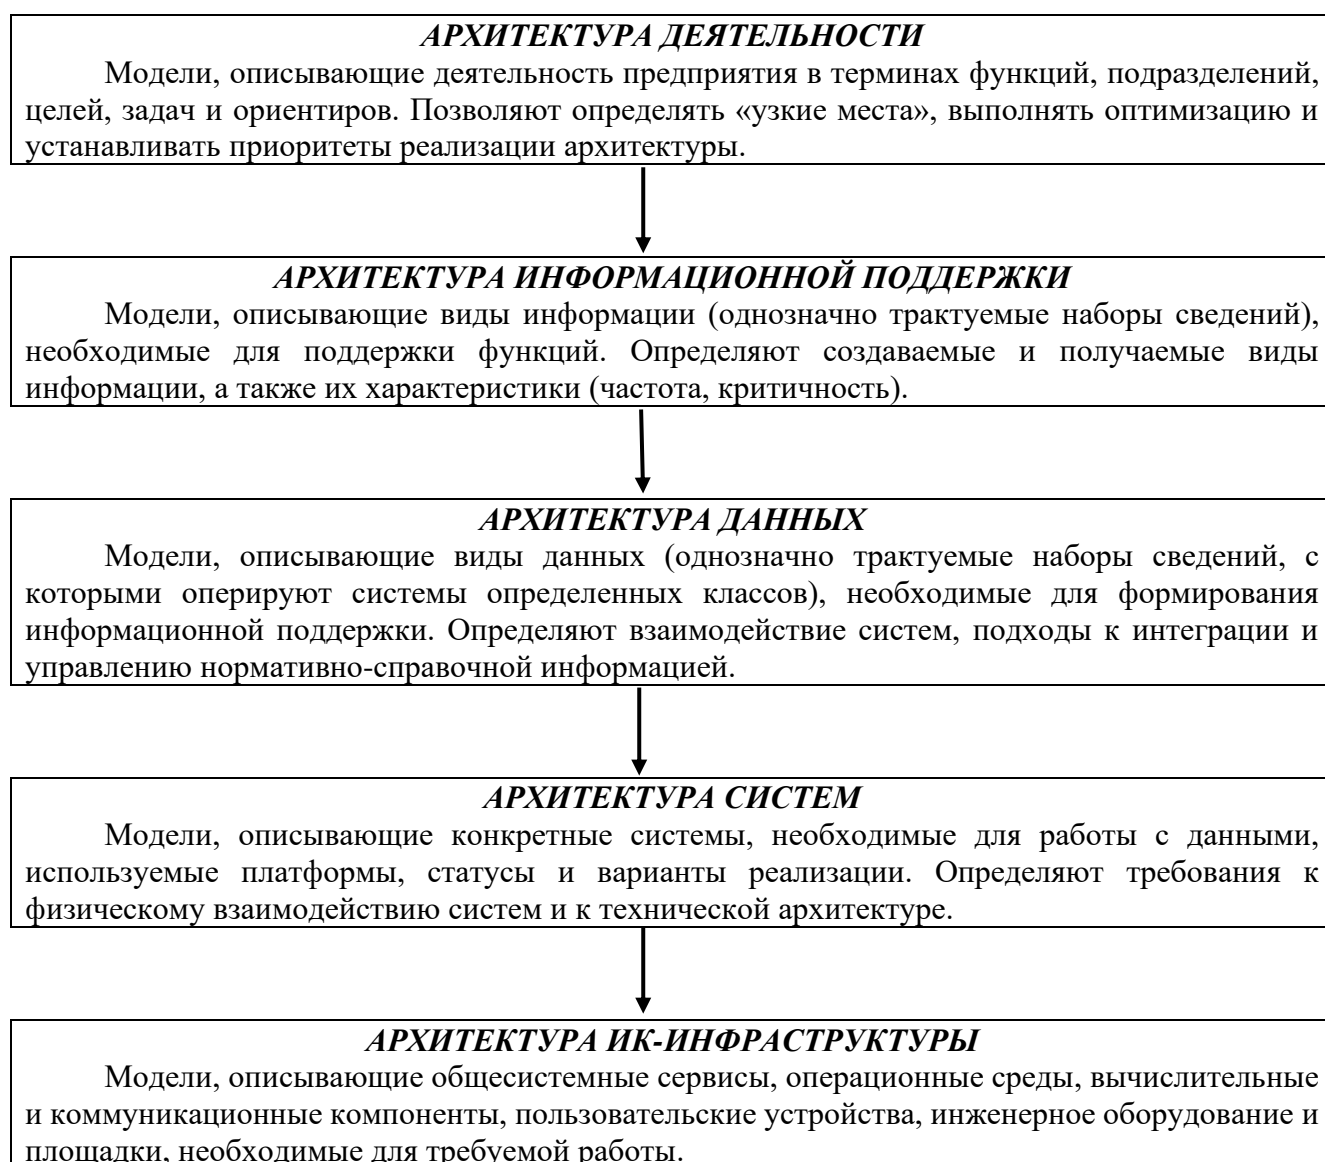 АРХИТЕКТУРА ДЕЯТЕЛЬНОСТИ
Модели, описывающие деятельность предприятия в терминах функций, подразделений,
целей, задач и ориентиров. Позволяют определять «узкие места», выполнять оптимизацию и
устанавливать приоритеты реализации архитектуры.
АРХИТЕКТУРА ИНФОРМАЦИОННОЙ ПОДДЕРЖКИ
Модели, описывающие виды информации (однозначно трактуемые наборы сведений),
необходимые для поддержки функций. Определяют создаваемые и получаемые виды
информации, а также их характеристики (частота, критичность).
АРХИТЕКТУРА ДАННЫХ
Модели, описывающие виды данных (однозначно трактуемые наборы сведений, с
которыми оперируют системы определенных классов), необходимые для формирования
информационной поддержки. Определяют взаимодействие систем, подходы к интеграции и
управлению нормативно-справочной информацией.
АРХИТЕКТУРА СИСТЕМ
Модели, описывающие конкретные системы, необходимые для работы с данными,
используемые платформы, статусы и варианты реализации. Определяют требования к
физическому взаимодействию систем и к технической архитектуре.
АРХИТЕКТУРА ИК-ИНФРАСТРУКТУРЫ
Модели, описывающие общесистемные сервисы, операционные среды, вычислительные
и коммуникационные компоненты, пользовательские устройства, инженерное оборудование и
площадки, необходимые для требуемой работы.